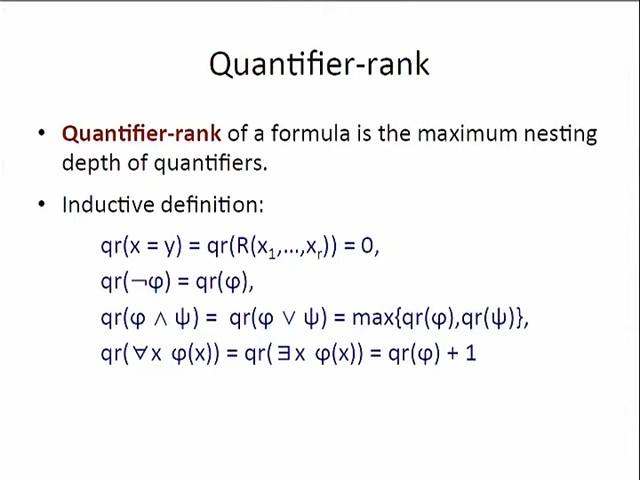 Quantifier-rank
• Quantifier-rank of a formula is the maximum nesting
depth of quantifiers.
• Inductive definition:
qr(x = y) = qr(R(x₁,...,xᵣ)) = 0,
qr(¬φ) = qr(φ),
qr(φ ∧ ψ) = qr(φ ∨ ψ) = max{qr(φ),qr(ψ)},
qr(∀x φ(x)) = qr(∃x φ(x)) = qr(φ) + 1